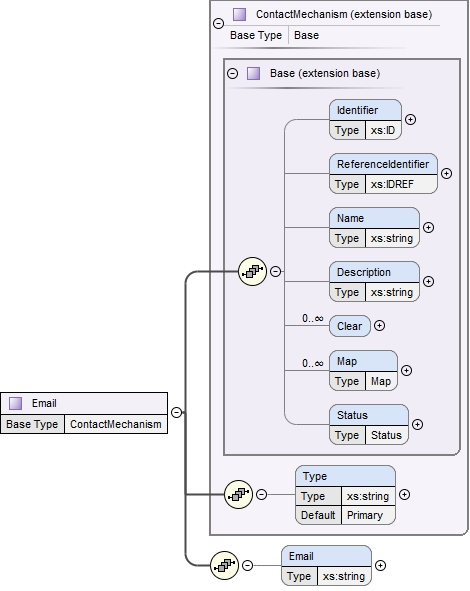 ContactMechanism (extension base)
Base Type Base
Base (extension base)
Identifier
Type xs:ID
ReferenceIdentifier
Type xs:IDREF
Name
Type xs:string
Description
Type xs:string
0..∞ Clear
0..∞ Map
Type Map
Status
Type Status
Email
Base Type ContactMechanism
Type
Type xs:string
Default Primary
Email
Type xs:string